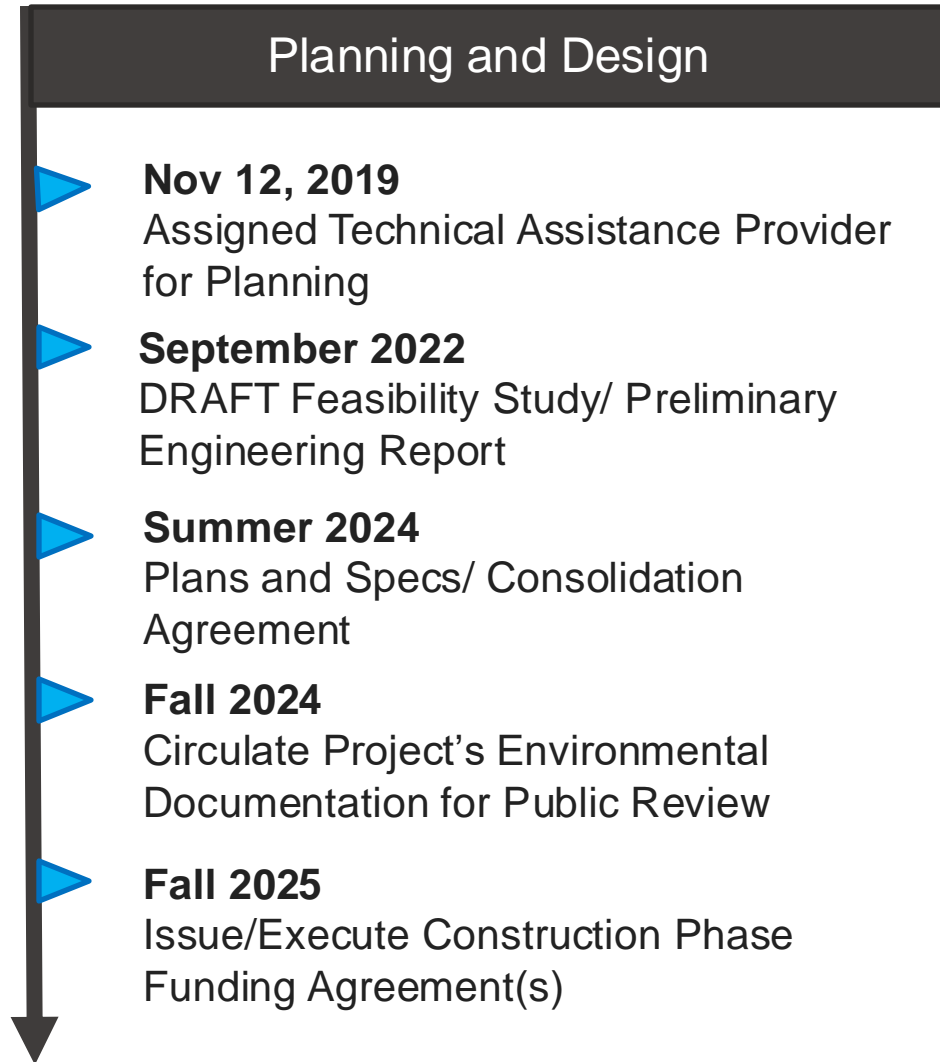 Planning and Design
Nov 12, 2019
Assigned Technical Assistance Provider
for Planning
September 2022
DRAFT Feasibility Study/ Preliminary
Engineering Report
Summer 2024
Plans and Specs/ Consolidation
Agreement
Fall 2024
Circulate Project’s Environmental
Documentation for Public Review
Fall 2025
Issue/Execute Construction Phase
Funding Agreement(s)